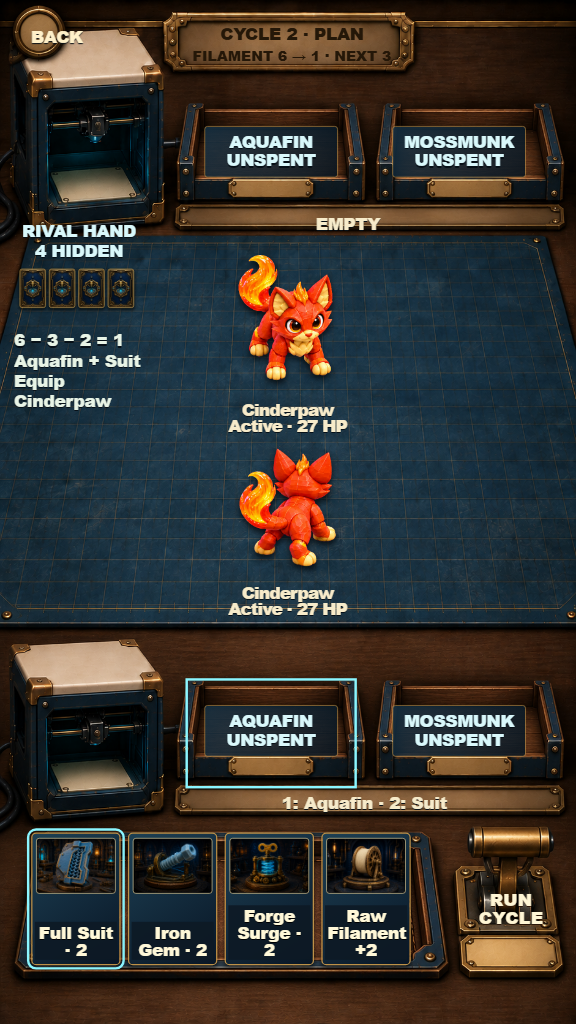 BACK
CYCLE 2 · PLAN
FILAMENT 6 → 1 · NEXT 3
AQUAFIN
UNSPENT
MOSSMUNK
UNSPENT
EMPTY
RIVAL HAND
4 HIDDEN
6 − 3 − 2 = 1
Aquafin + Suit
Equip
Cinderpaw
Cinderpaw
Active · 27 HP
Cinderpaw
Active · 27 HP
AQUAFIN
UNSPENT
MOSSMUNK
UNSPENT
1: Aquafin · 2: Suit
Full Suit
· 2
Iron
Gem · 2
Forge
Surge ·
2
Raw
Filament
+2
RUN
CYCLE